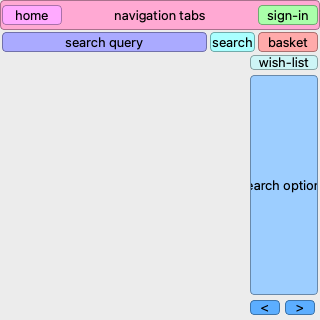 home navigation tabs sign-in
search query search basket
wish-list
earch option
< >